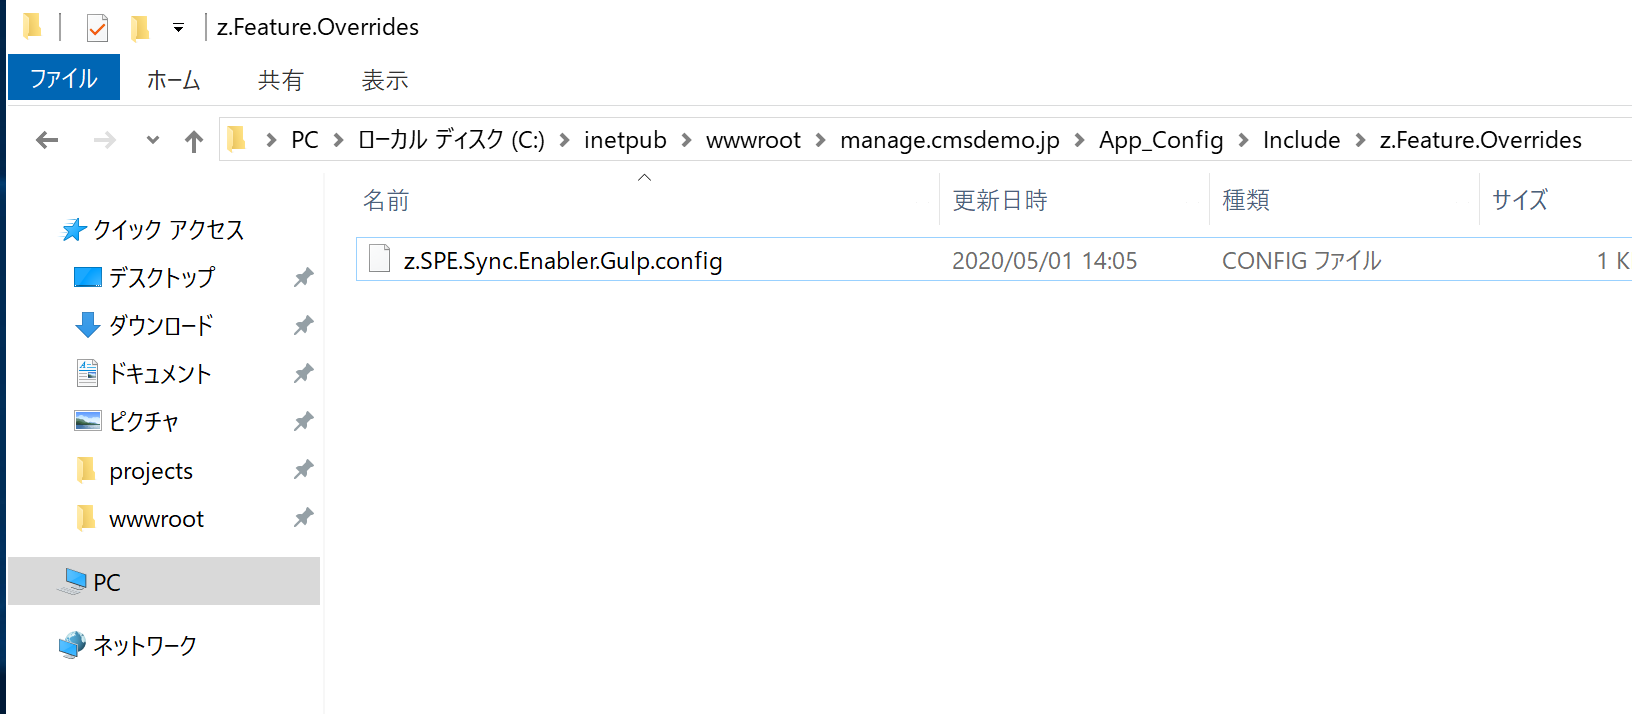 z.Feature.Overrides
ファイル ホーム 共有 表示
PC ローカル ディスク (C:) inetpub wwwroot manage.cmsdemo.jp App_Config Include z.Feature.Overrides
名前 更新日時 種類 サイズ
クイック アクセス
z.SPE.Sync.Enabler.Gulp.config 2020/05/01 14:05 CONFIG ファイル 1 K
デスクトップ
ダウンロード
ドキュメント
ピクチャ
projects
wwwroot
PC
ネットワーク